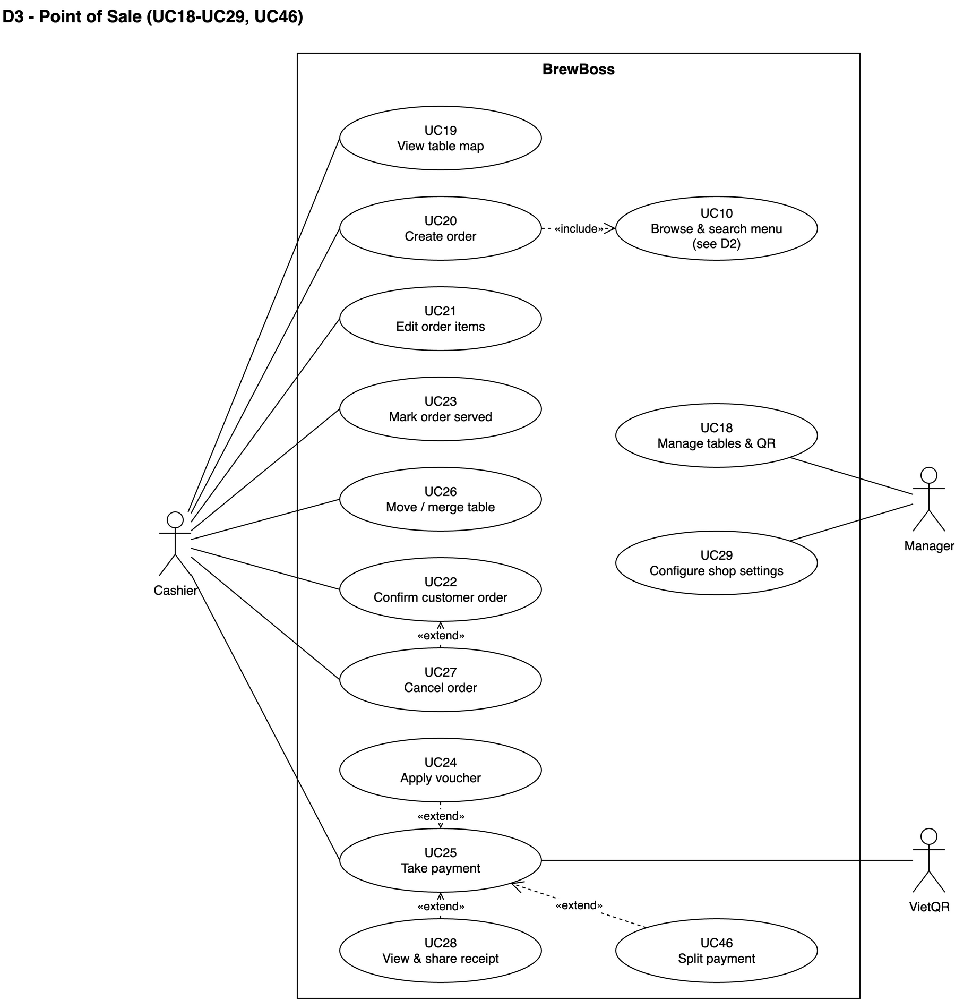 D3 - Point of Sale (UC18-UC29, UC46)
BrewBoss
UC19
View table map
UC20
Create order
«include»
UC10
Browse & search menu
(see D2)
UC21
Edit order items
UC23
Mark order served
UC18
Manage tables & QR
UC26
Move / merge table
Manager
UC29
Configure shop settings
Cashier
UC22
Confirm customer order
«extend»
UC27
Cancel order
UC24
Apply voucher
«extend»
UC25
Take payment
VietQR
«extend»
«extend»
UC28
View & share receipt
UC46
Split payment